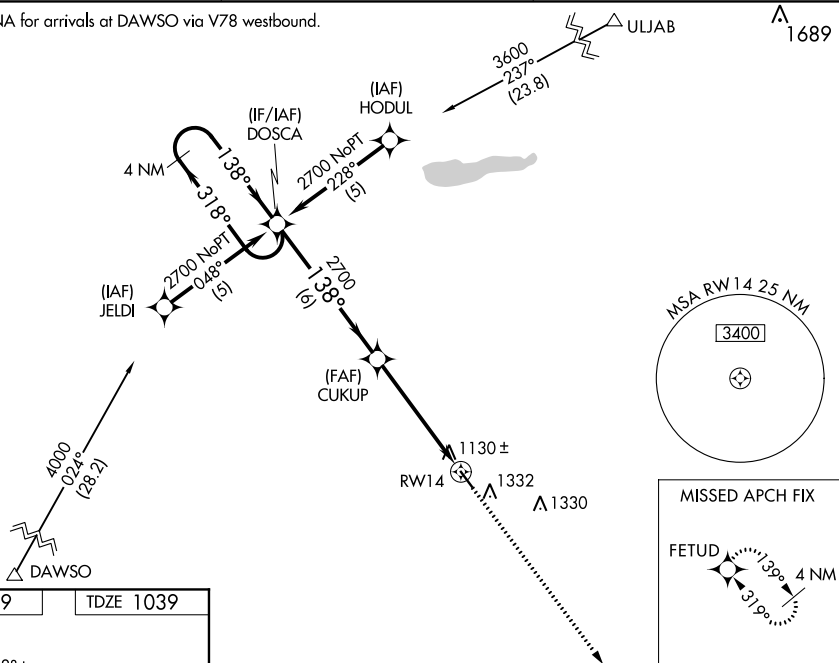 NA for arrivals at DAWSO via V78 westbound.
ULJAB
1689
3600
237°
(23.8)
(IAF)
HODUL
(IF/IAF)
DOSCA
4 NM
138°
318°
2700 NoPT
228°
(5)
2700 NoPT
048°
(5)
(IAF)
JELDI
2700
138°
(6)
MSA RW14 25 NM
3400
(FAF)
CUKUP
4000
024°
(28.2)
1130 ±
RW14
1332
1330
MISSED APCH FIX
FETUD
139°
4 NM
319°
DAWSO
9
TDZE 1039